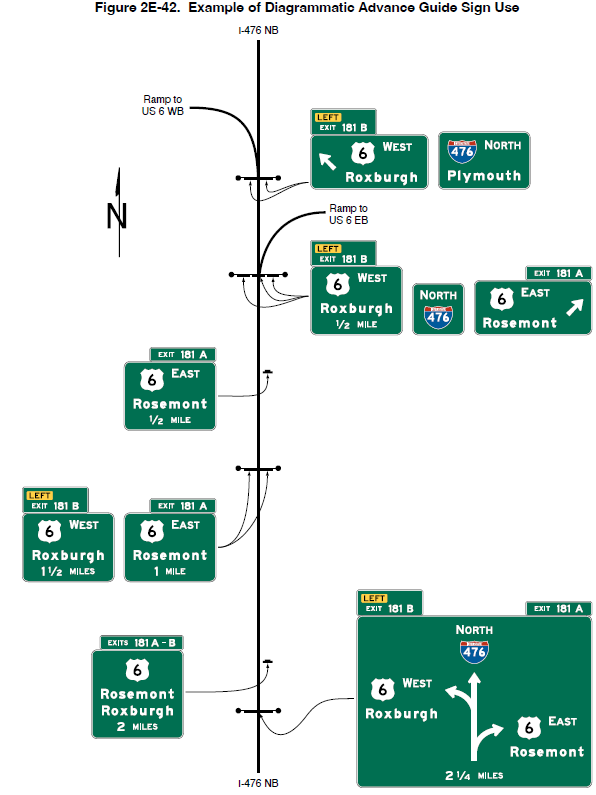 Figure 2E-42. Example of Diagrammatic Advance Guide Sign Use
I-476 NB
Ramp to
US 6 WB
LEFT
EXIT 181 B
6 WEST
Roxburgh
476 NORTH
Plymouth
N
Ramp to
US 6 EB
LEFT
EXIT 181 B
6 WEST
Roxburgh
1/2 MILE
NORTH
476
EXIT 181 A
6 EAST
Rosemont
EXIT 181 A
6 EAST
Rosemont
1/2 MILE
LEFT
EXIT 181 B
6 WEST
Roxburgh
1 1/2 MILES
EXIT 181 A
6 EAST
Rosemont
1 MILE
EXITS 181 A - B
6
Rosemont
Roxburgh
2 MILES
LEFT
EXIT 181 B
EXIT 181 A
NORTH
476
6 WEST
Roxburgh
6 EAST
Rosemont
2 1/4 MILES
I-476 NB